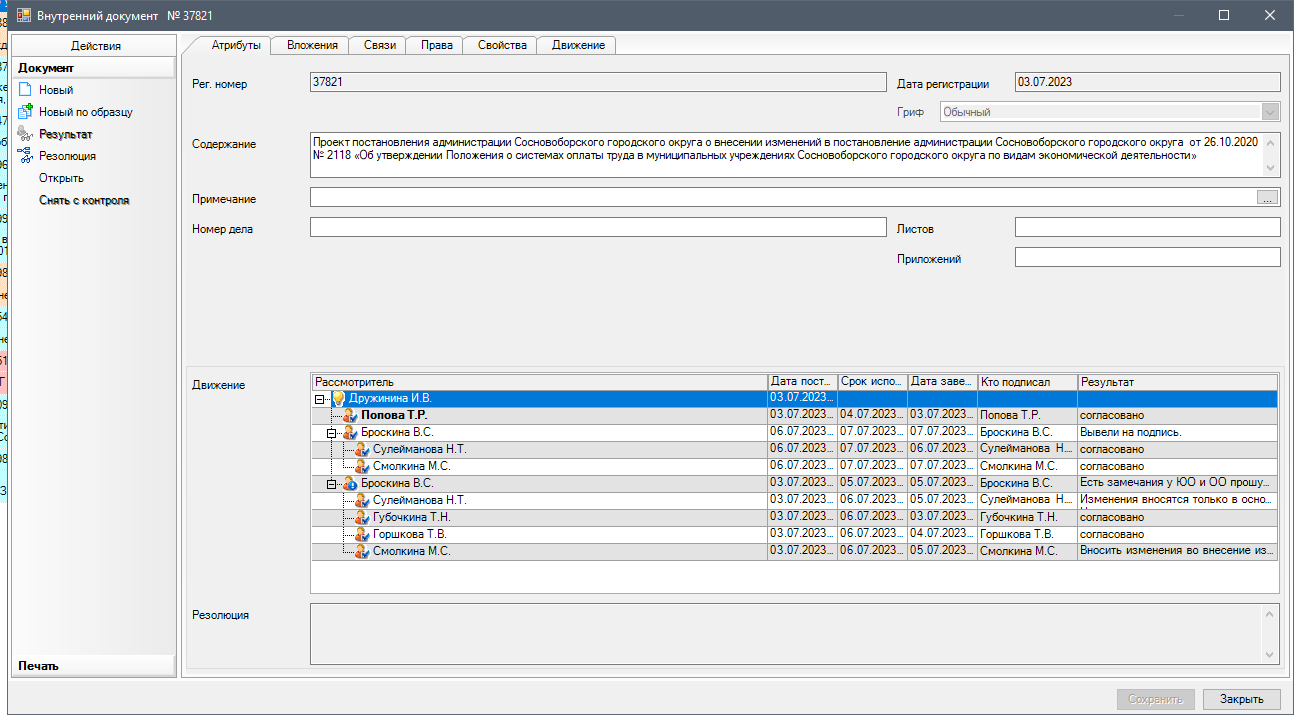 Внутренний документ № 37821
Действия
Документ
Новый
Новый по образцу
Результат
Резолюция
Открыть
Снять с контроля
Печать
Атрибуты Вложения Связи Права Свойства Движение
Рег. номер 37821 Дата регистрации 03.07.2023
Гриф Обычный
Содержание
Проект постановления администрации Сосновоборского городского округа о внесении изменений в постановление администрации Сосновоборского городского округа от 26.10.2020
№ 2118 «Об утверждении Положения о системах оплаты труда в муниципальных учреждениях Сосновоборского городского округа по видам экономической деятельности»
Примечание ...
Номер дела Листов
Приложений
Движение
Рассмотритель Дата пост... Срок испо... Дата заве... Кто подписал Результат
Дружинина И.В. 03.07.2023...
Попова Т.Р. 03.07.2023... 04.07.2023... 03.07.2023... Попова Т.Р. согласовано
Броскина В.С. 06.07.2023... 07.07.2023... 07.07.2023... Броскина В.С. Вывели на подпись.
Сулейманова Н.Т. 06.07.2023... 07.07.2023... 06.07.2023... Сулейманова Н.... согласовано
Смолкина М.С. 06.07.2023... 07.07.2023... 07.07.2023... Смолкина М.С. согласовано
Броскина В.С. 03.07.2023... 05.07.2023... 05.07.2023... Броскина В.С. Есть замечания у ЮО и ОО прошу...
Сулейманова Н.Т. 03.07.2023... 06.07.2023... 05.07.2023... Сулейманова Н.... Изменения вносятся только в осно...
Губочкина Т.Н. 03.07.2023... 06.07.2023... 03.07.2023... Губочкина Т.Н. согласовано
Горшкова Т.В. 03.07.2023... 06.07.2023... 04.07.2023... Горшкова Т.В. согласовано
Смолкина М.С. 03.07.2023... 06.07.2023... 05.07.2023... Смолкина М.С. Вносить изменения во внесение из...
Резолюция
Сохранить Закрыть